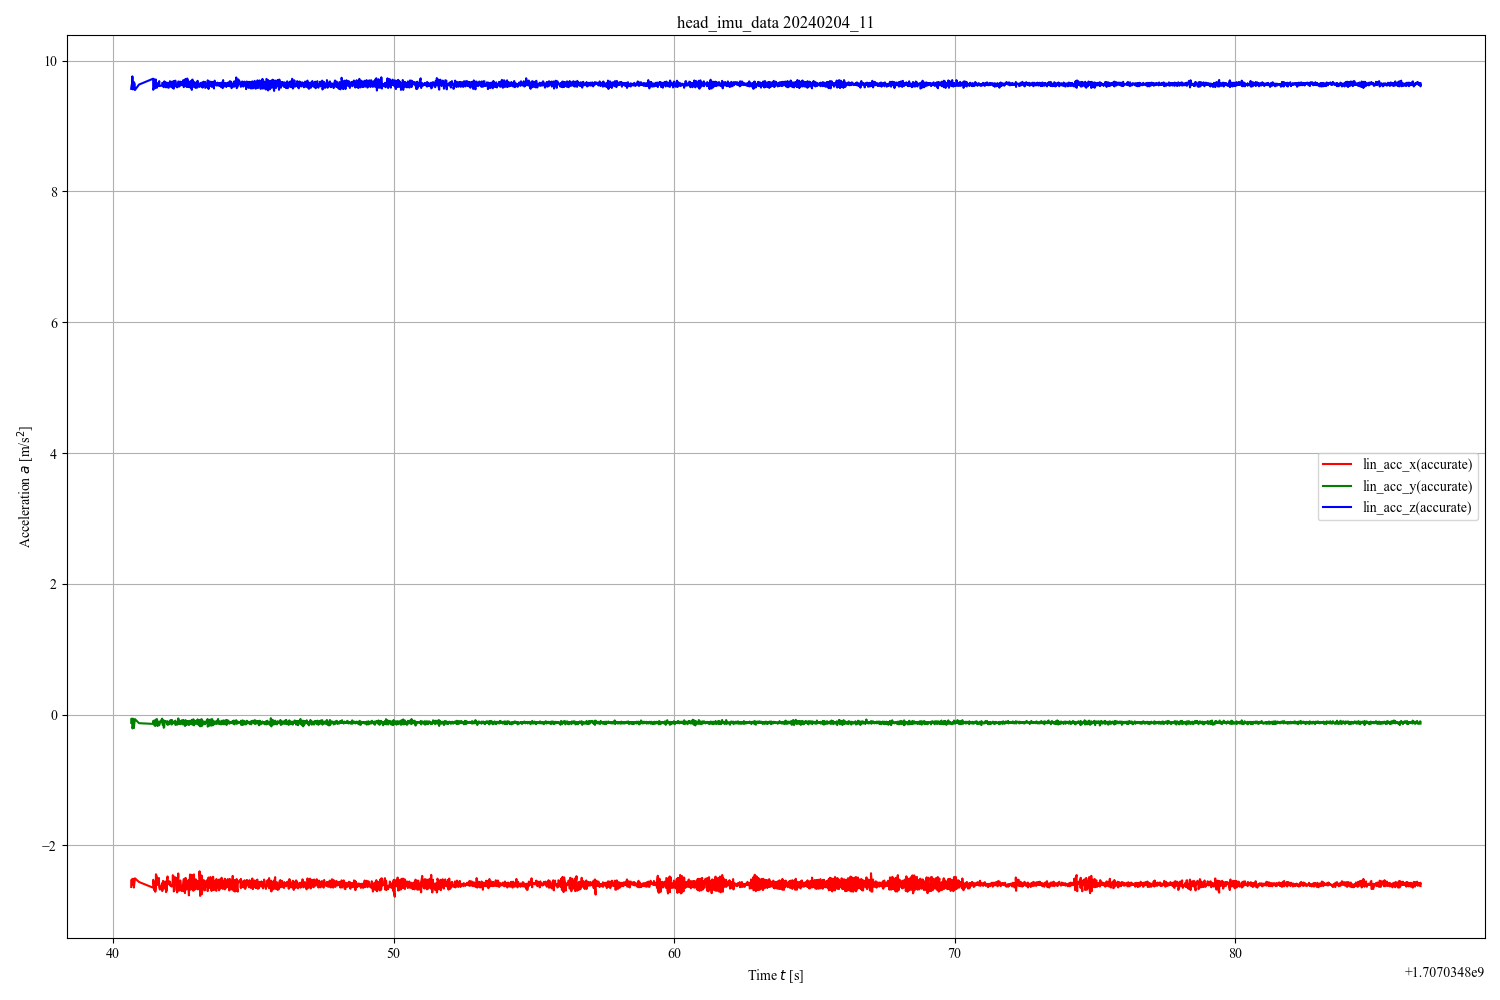 head_imu_data 20240204_11
10
8
6
4
2
0
−2
Acceleration a [m/s²]
lin_acc_x(accurate)
lin_acc_y(accurate)
lin_acc_z(accurate)
40 50 60 70 80
Time t [s]
+1.7070348e9